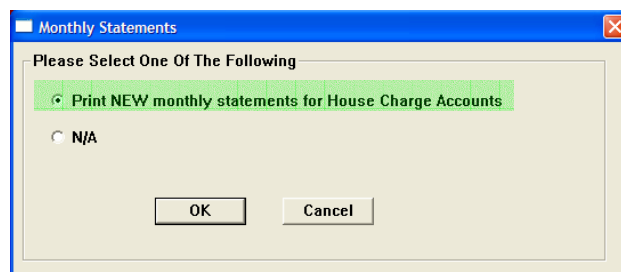 Monthly Statements
Please Select One Of The Following
Print NEW monthly statements for House Charge Accounts
N/A
OK Cancel